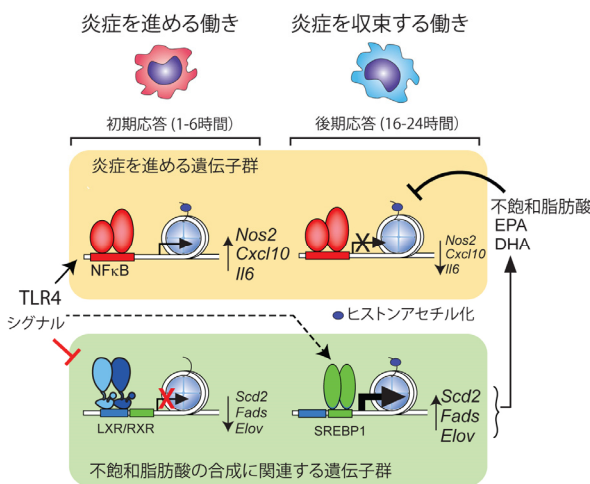 炎症を進める働き
炎症を収束する働き
初期応答 (1-6時間)
後期応答 (16-24時間)
炎症を進める遺伝子群
NFκB
Nos2
Cxcl10
Il6
Nos2
Cxcl10
Il6
不飽和脂肪酸
EPA
DHA
TLR4
シグナル
ヒストンアセチル化
LXR/RXR
Scd2
Fads
Elov
SREBP1
Scd2
Fads
Elov
不飽和脂肪酸の合成に関連する遺伝子群